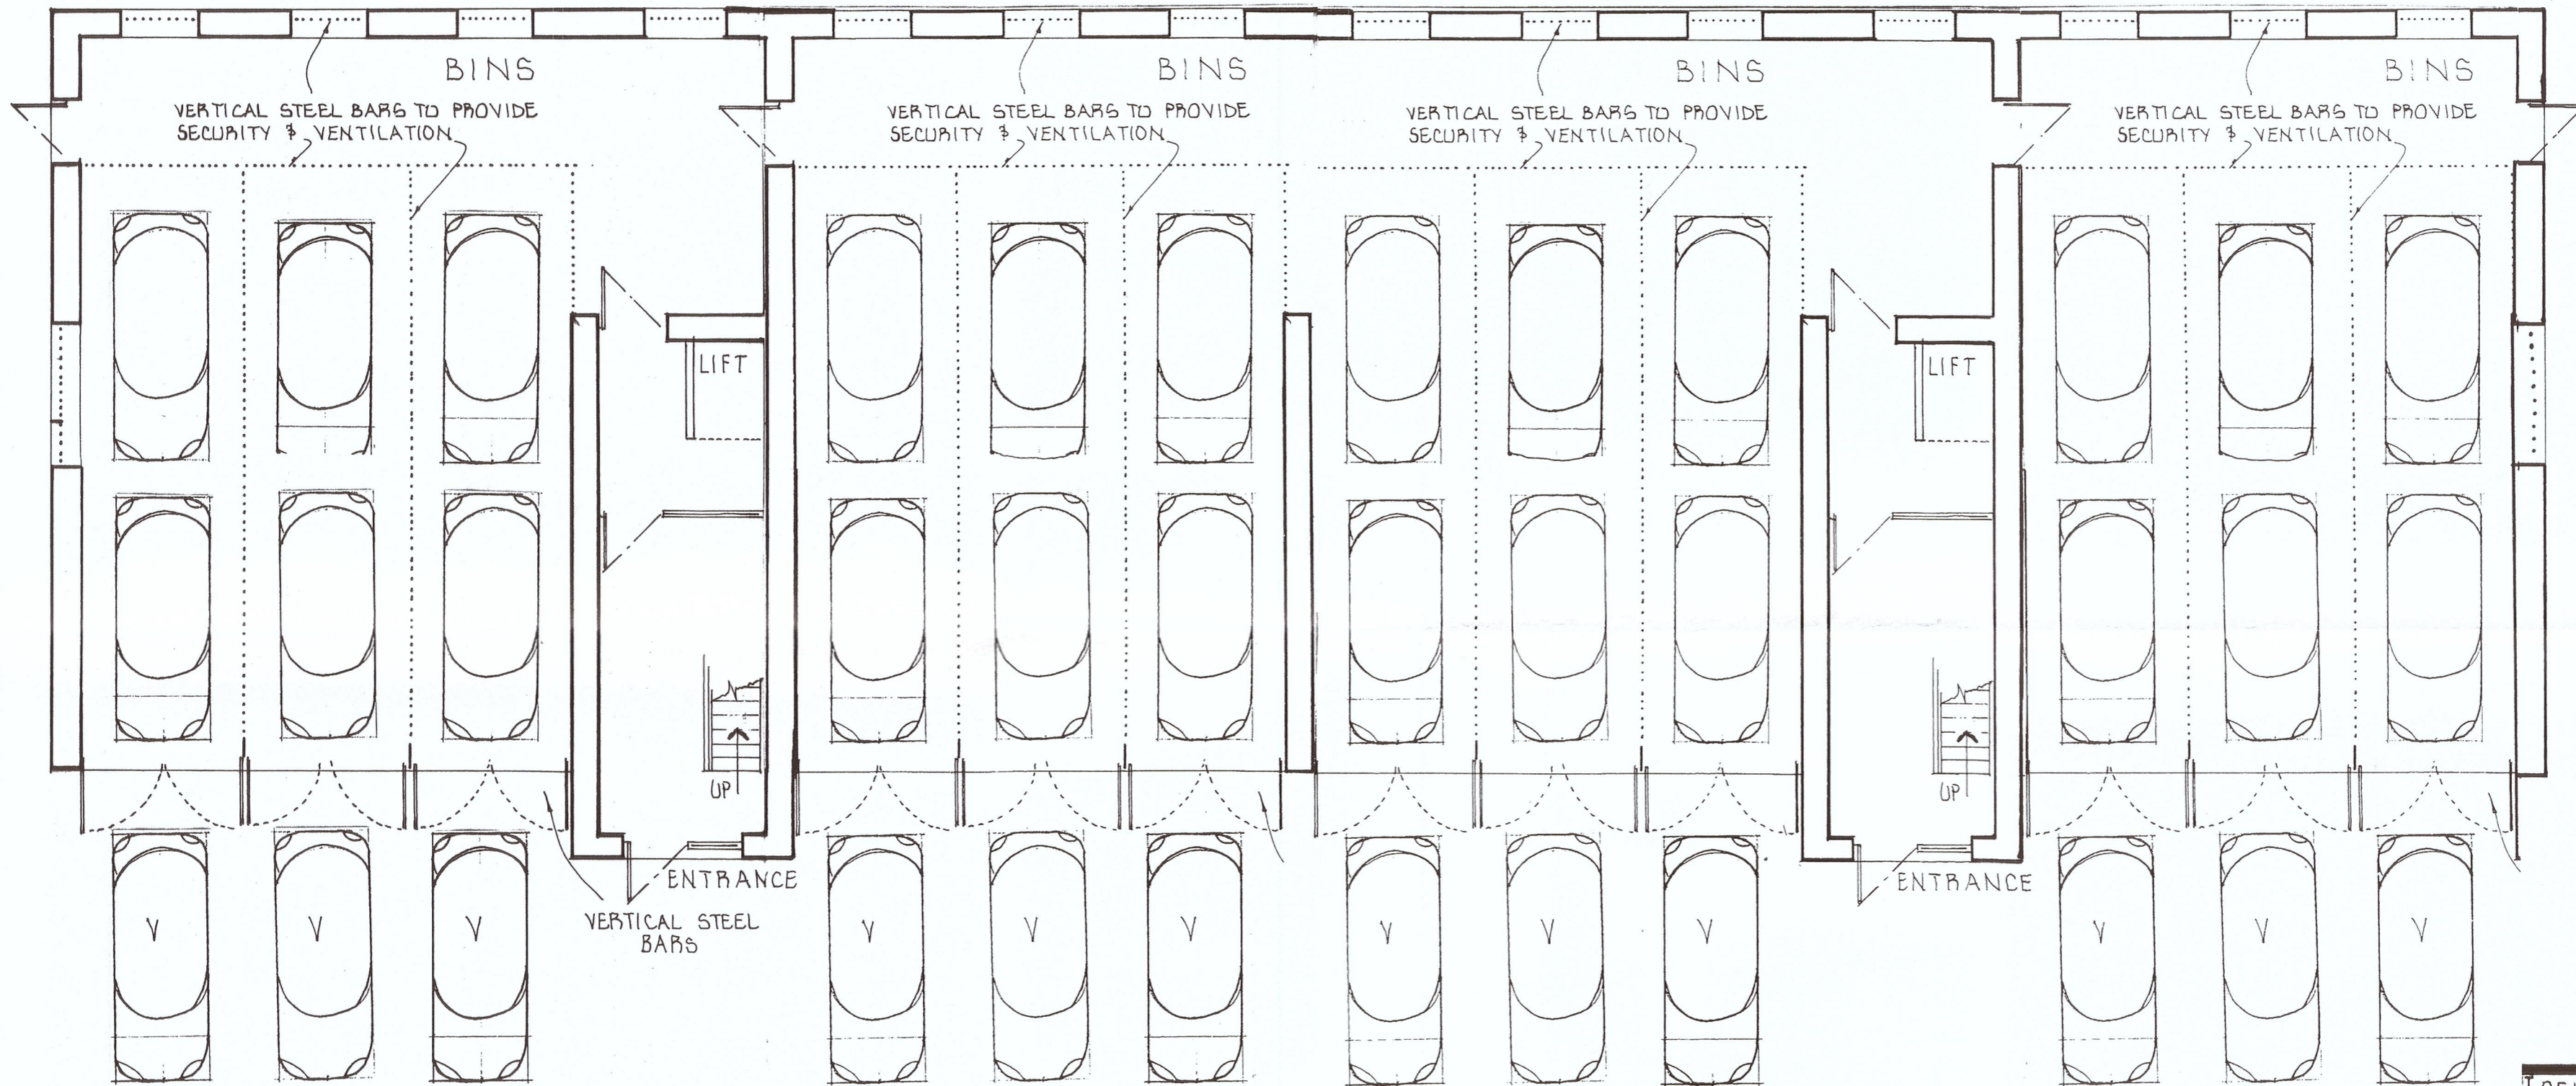 BINS
BINS
BINS
BINS
VERTICAL STEEL BARS TO PROVIDE
SECURITY & VENTILATION
VERTICAL STEEL BARS TO PROVIDE
SECURITY & VENTILATION
VERTICAL STEEL BARS TO PROVIDE
SECURITY & VENTILATION
VERTICAL STEEL BARS TO PROVIDE
SECURITY & VENTILATION
LIFT
LIFT
UP
UP
ENTRANCE
ENTRANCE
VERTICAL STEEL
BARS
V
V
V
V
V
V
V
V
V
V
V
V